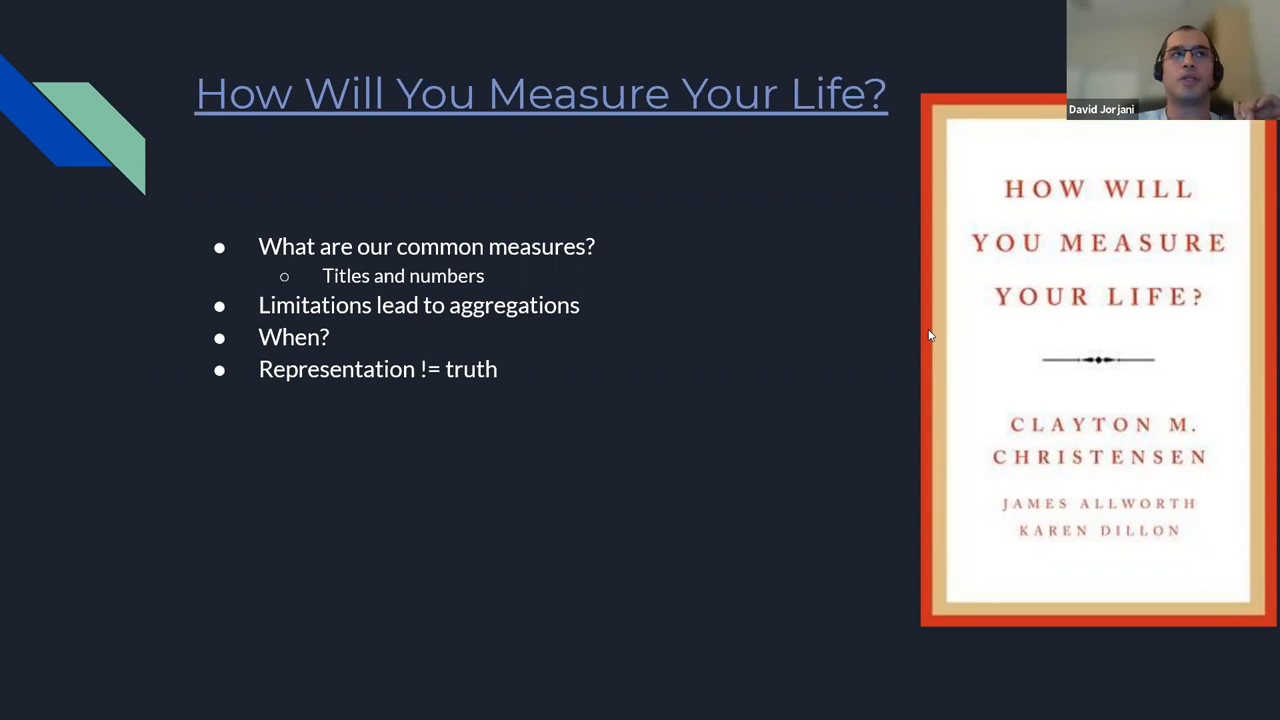 How Will You Measure Your Life?
David Jorjani
● What are our common measures?
○ Titles and numbers
● Limitations lead to aggregations
● When?
● Representation != truth
HOW WILL
YOU MEASURE
YOUR LIFE?
CLAYTON M.
CHRISTENSEN
JAMES ALLWORTH
KAREN DILLON